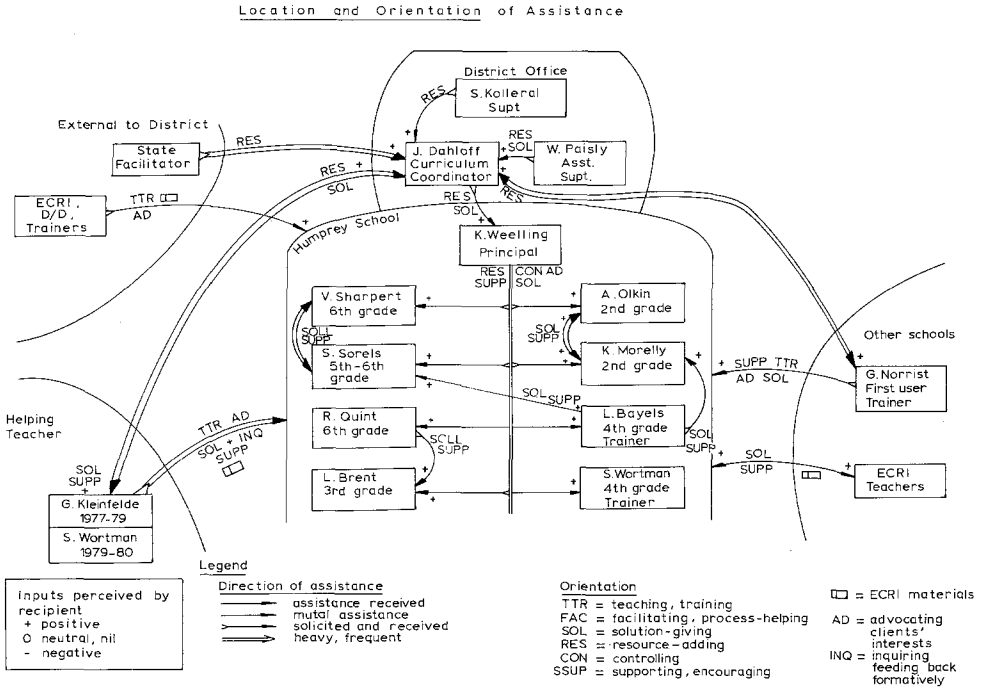 Location and Orientation of Assistance
District Office
S. Kolleral
Supt
RES
External to District
State
Facilitator
RES
J. Dahloff
Curriculum
Coordinator
RES
SOL
W. Paisly
Asst.
Supt.
RES +
SOL
RES
ECRI,
D/D,
Trainers
TTR
AD
Humprey School
RES
SOL
K. Weelling
Principal
RES
SUPP
CON AD
SOL
V. Sharpert
6th grade
A. Olkin
2nd grade
SOLL
SUPP
SOL
SUPP
S. Sorels
5th-6th
grade
K. Morelly
2nd grade
Other schools
SUPP TTR
AD SOL
G. Norrist
First user
Trainer
SOL SUPP
Helping
Teacher
TTR AD
SOL + INQ
SUPP
R. Quint
6th grade
L. Bayels
4th grade
Trainer
SOLL
SUPP
SOL
SUPP
L. Brent
3rd grade
S. Wortman
4th grade
Trainer
SOL
SUPP
ECRI
Teachers
SOL
SUPP
+
G. Kleinfelde
1977-79
S. Wortman
1979-80
Legend
Inputs perceived by
recipient
+ positive
O neutral, nil
- negative
Direction of assistance
assistance received
mutal assistance
solicited and received
heavy, frequent
Orientation
TTR = teaching, training
FAC = facilitating, process-helping
SOL = solution-giving
RES = resource-adding
CON = controlling
SSUP = supporting, encouraging
= ECRI materials
AD = advocating
clients'
interests
INQ = inquiring
feeding back
formatively